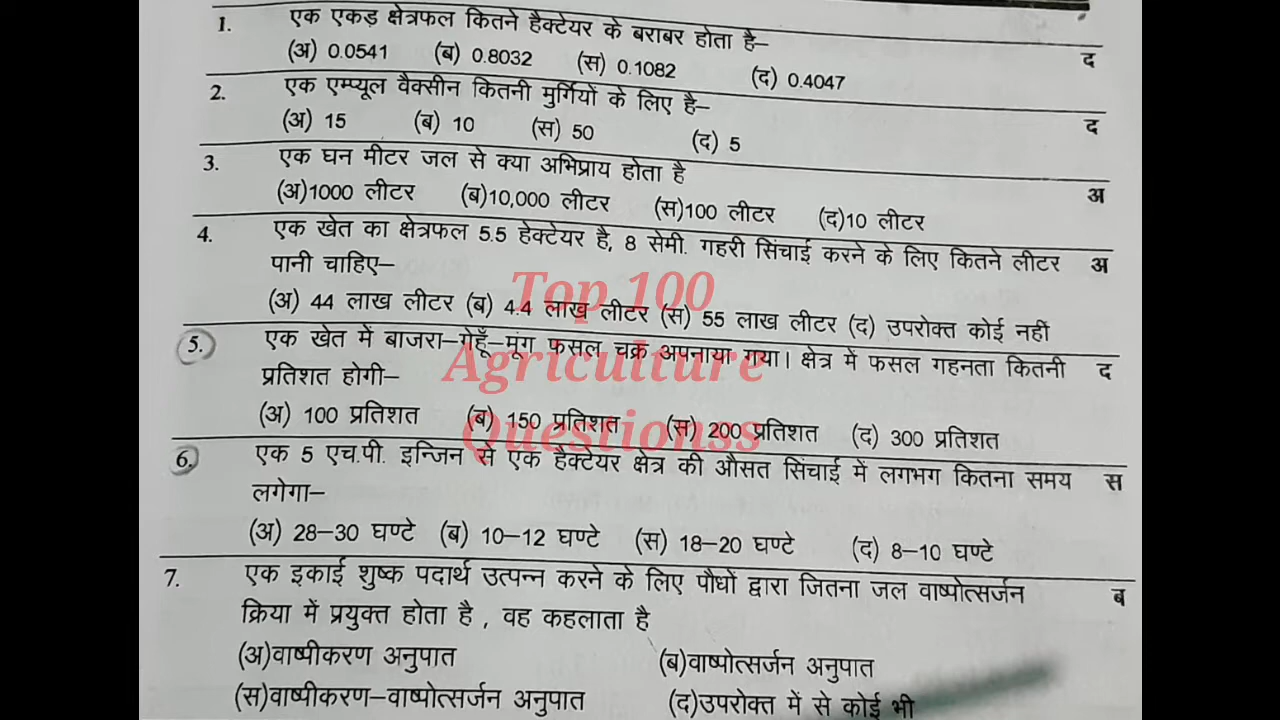 1. एक एकड़ क्षेत्रफल कितने हैक्टेयर के बराबर होता है–
(अ) 0.0541 (ब) 0.8032 (स) 0.1082 (द) 0.4047 द
2. एक एम्प्यूल वैक्सीन कितनी मुर्गियों के लिए है–
(अ) 15 (ब) 10 (स) 50 (द) 5 द
3. एक घन मीटर जल से क्या अभिप्राय होता है
(अ)1000 लीटर (ब)10,000 लीटर (स)100 लीटर (द)10 लीटर अ
4. एक खेत का क्षेत्रफल 5.5 हेक्टेयर है, 8 सेमी. गहरी सिंचाई करने के लिए कितने लीटर अ
पानी चाहिए–
(अ) 44 लाख लीटर (ब) 4.4 लाख लीटर (स) 55 लाख लीटर (द) उपरोक्त कोई नहीं
5. एक खेत में बाजरा–गेहूँ–मूंग फसल चक्र अपनाया गया। क्षेत्र में फसल गहनता कितनी द
प्रतिशत होगी–
(अ) 100 प्रतिशत (ब) 150 प्रतिशत (स) 200 प्रतिशत (द) 300 प्रतिशत
6. एक 5 एच.पी. इन्जिन से एक हैक्टेयर क्षेत्र की औसत सिंचाई में लगभग कितना समय स
लगेगा–
(अ) 28–30 घण्टे (ब) 10–12 घण्टे (स) 18–20 घण्टे (द) 8–10 घण्टे
7. एक इकाई शुष्क पदार्थ उत्पन्न करने के लिए पौधों द्वारा जितना जल वाष्पोत्सर्जन ब
क्रिया में प्रयुक्त होता है , वह कहलाता है
(अ)वाष्पीकरण अनुपात (ब)वाष्पोत्सर्जन अनुपात
(स)वाष्पीकरण–वाष्पोत्सर्जन अनुपात (द)उपरोक्त में से कोई भी
Top 100
Agriculture
Questionss